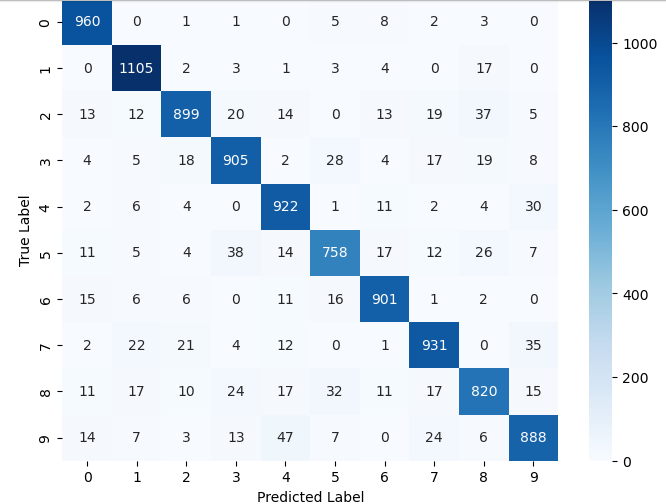 0 960 0 1 1 0 5 8 2 3 0
1 0 1105 2 3 1 3 4 0 17 0
2 13 12 899 20 14 0 13 19 37 5
3 4 5 18 905 2 28 4 17 19 8
4 2 6 4 0 922 1 11 2 4 30
5 11 5 4 38 14 758 17 12 26 7
6 15 6 6 0 11 16 901 1 2 0
7 2 22 21 4 12 0 1 931 0 35
8 11 17 10 24 17 32 11 17 820 15
9 14 7 3 13 47 7 0 24 6 888
0 1 2 3 4 5 6 7 8 9
Predicted Label
True Label
1000
800
600
400
200
0